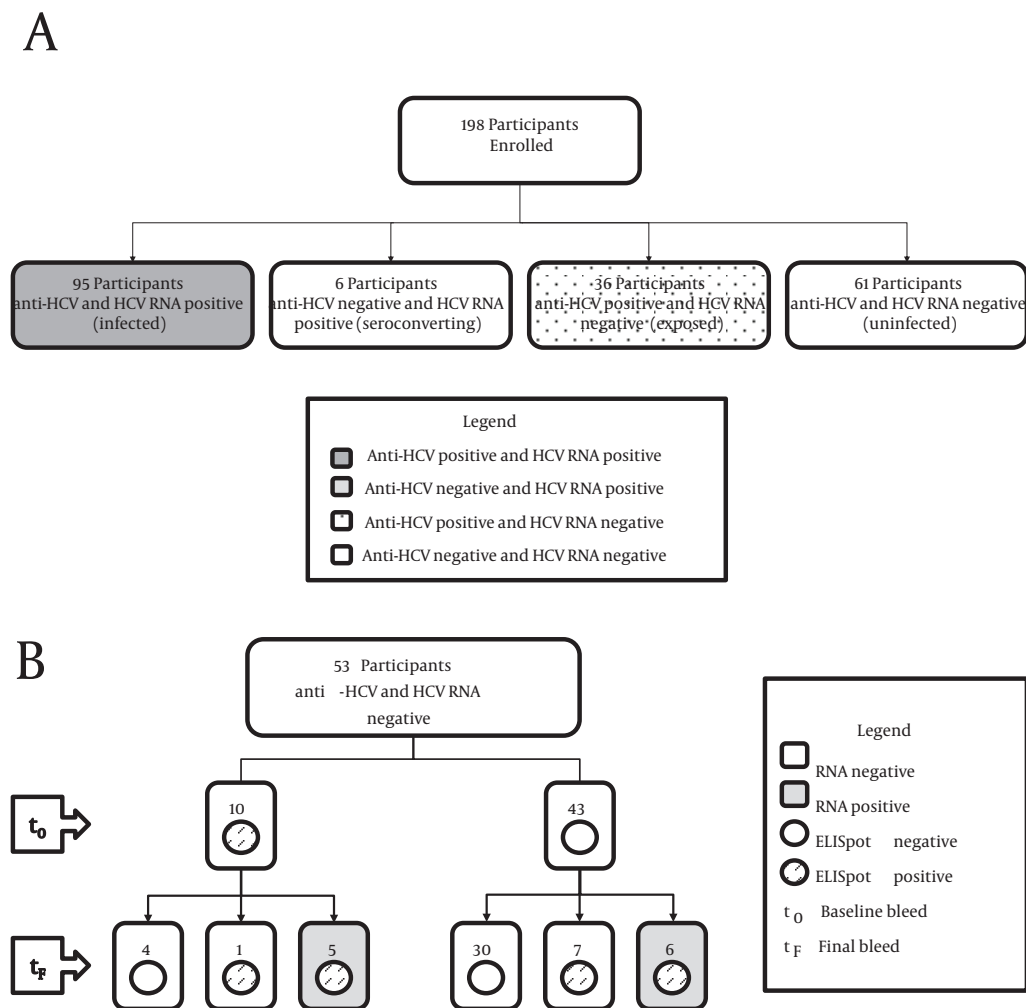 A
198 Participants
Enrolled
95 Participants
anti-HCV and HCV RNA positive
(infected)
6 Participants
anti-HCV negative and HCV RNA
positive (seroconverting)
36 Participants
anti-HCV positive and HCV RNA
negative (exposed)
61 Participants
anti-HCV and HCV RNA negative
(uninfected)
Legend
Anti-HCV positive and HCV RNA positive
Anti-HCV negative and HCV RNA positive
Anti-HCV positive and HCV RNA negative
Anti-HCV negative and HCV RNA negative
B
53 Participants
anti -HCV and HCV RNA
negative
t0
10
43
tF
4
1
5
30
7
6
Legend
RNA negative
RNA positive
ELISpot negative
ELISpot positive
t0 Baseline bleed
tF Final bleed